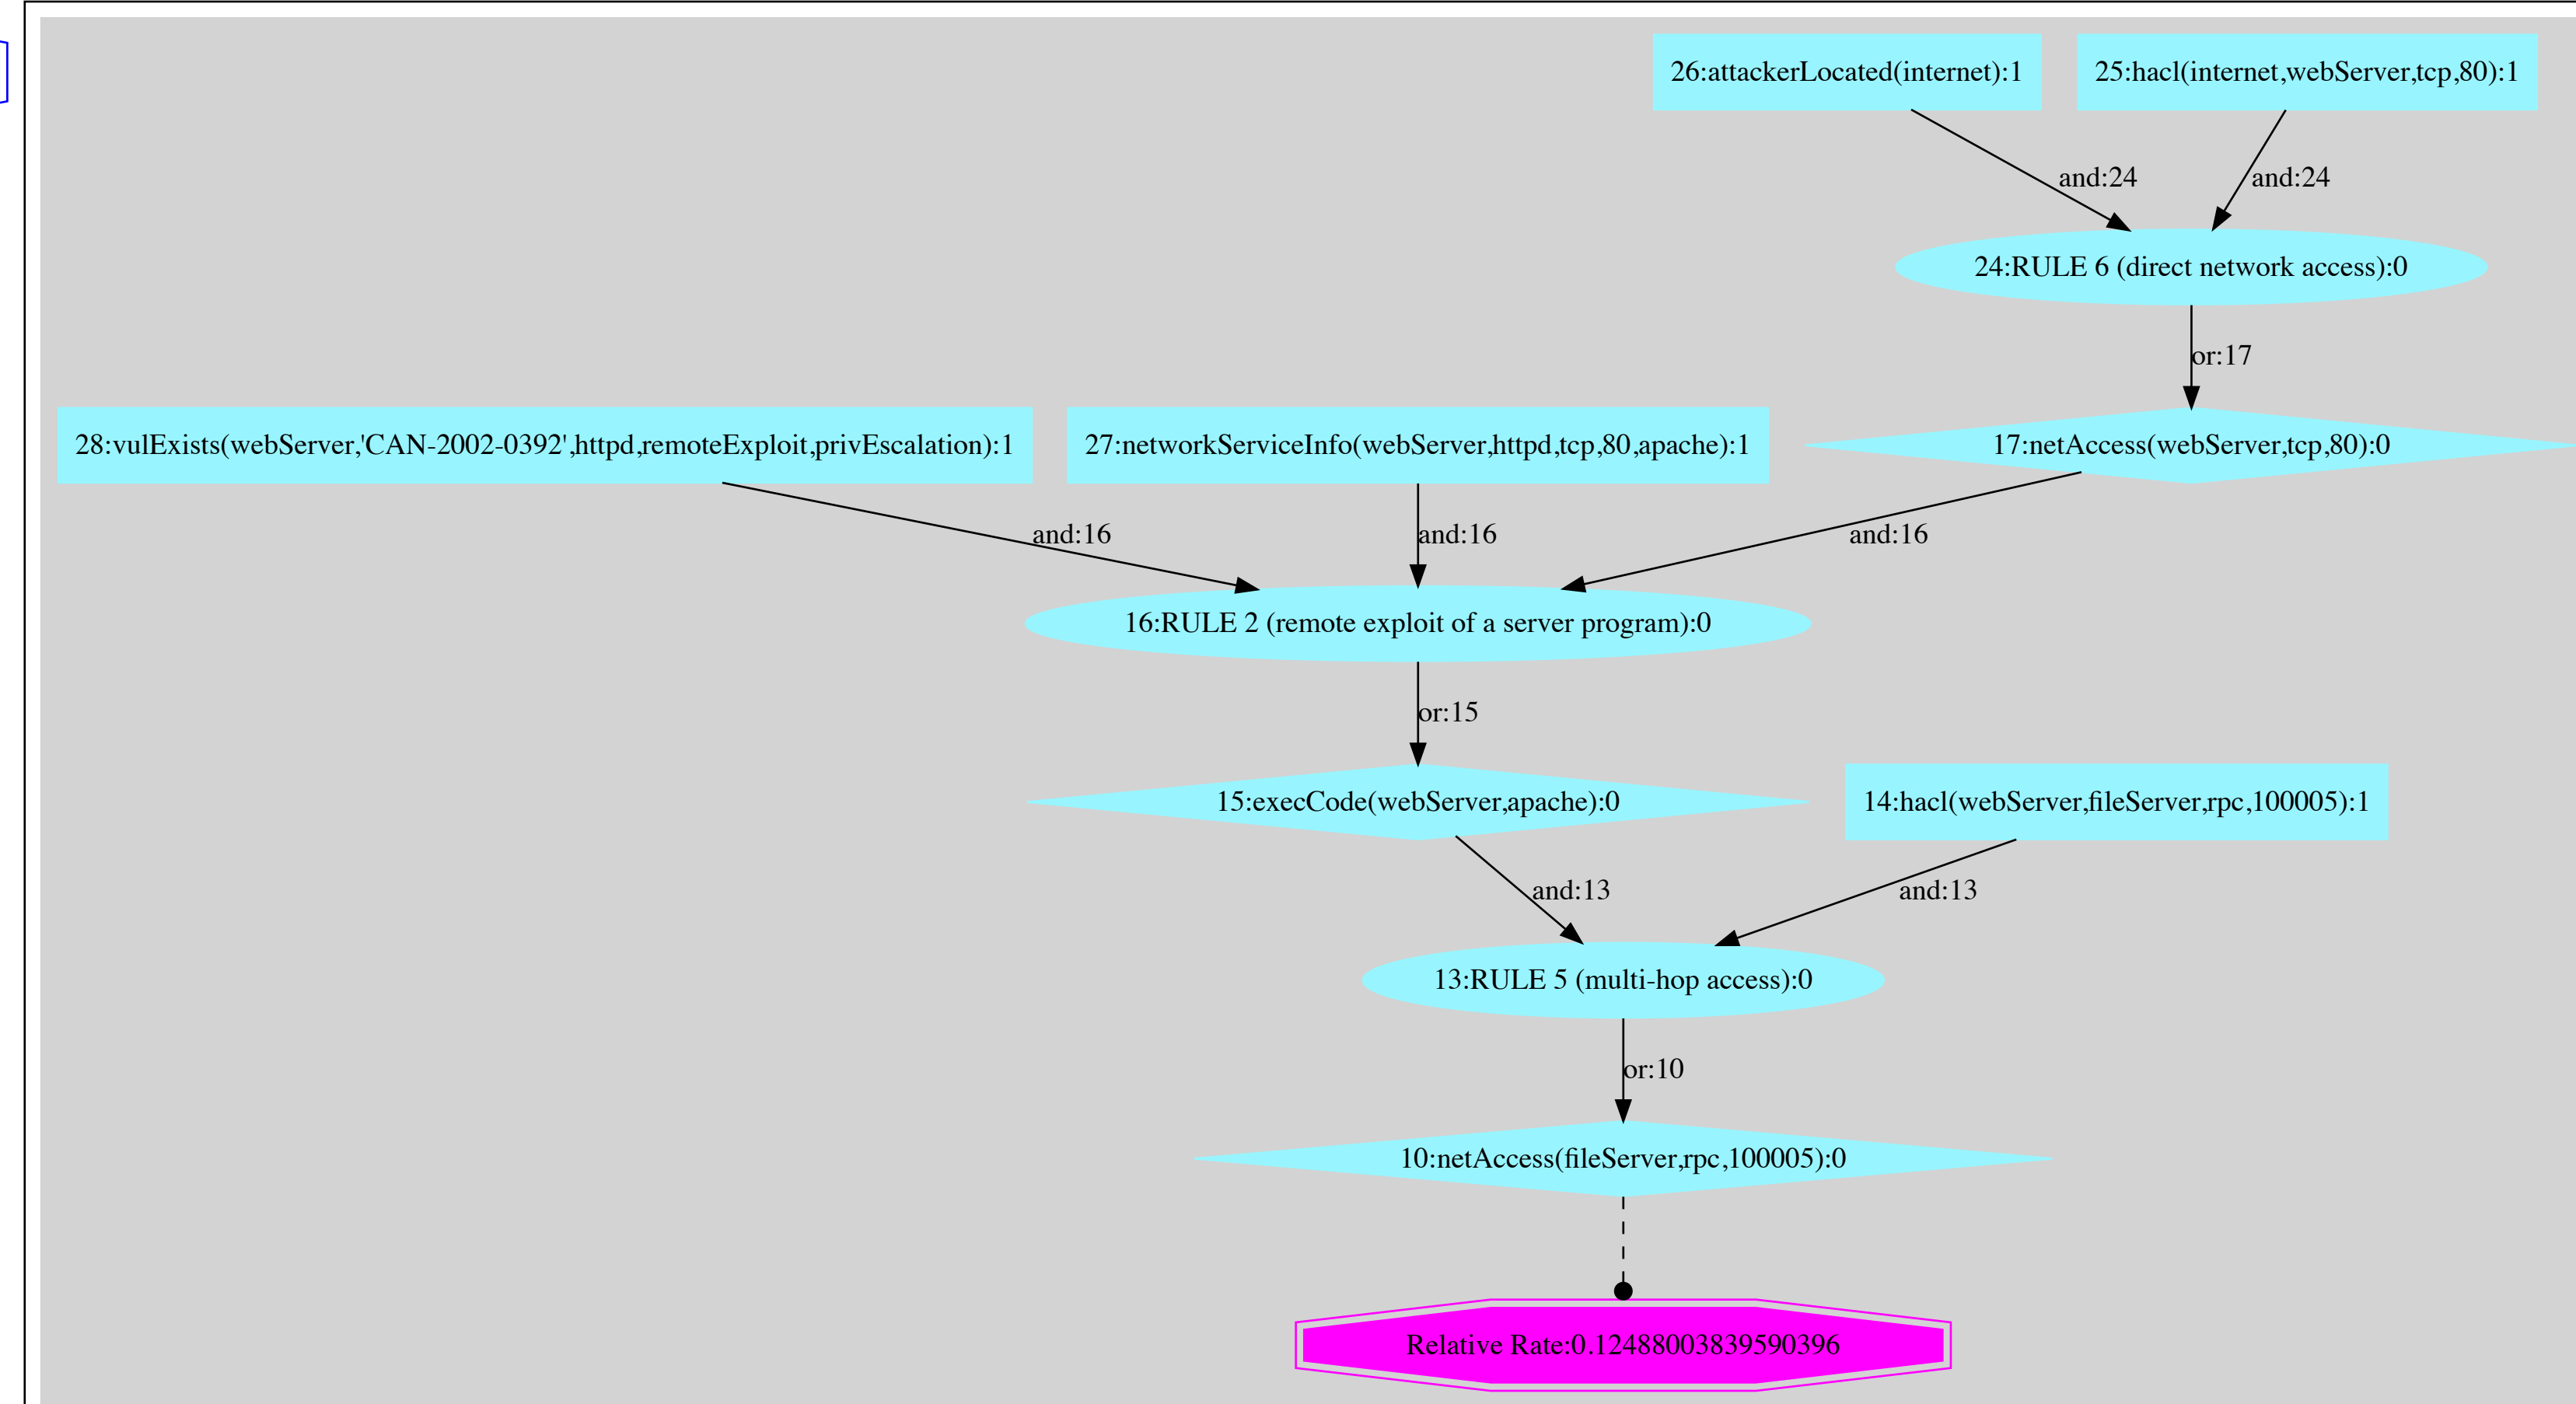 26:attackerLocated(internet):1
25:hacl(internet,webServer,tcp,80):1
and:24
and:24
24:RULE 6 (direct network access):0
or:17
28:vulExists(webServer,'CAN-2002-0392',httpd,remoteExploit,privEscalation):1
27:networkServiceInfo(webServer,httpd,tcp,80,apache):1
17:netAccess(webServer,tcp,80):0
and:16
and:16
and:16
16:RULE 2 (remote exploit of a server program):0
or:15
15:execCode(webServer,apache):0
14:hacl(webServer,fileServer,rpc,100005):1
and:13
and:13
13:RULE 5 (multi-hop access):0
or:10
10:netAccess(fileServer,rpc,100005):0
Relative Rate:0.12488003839590396